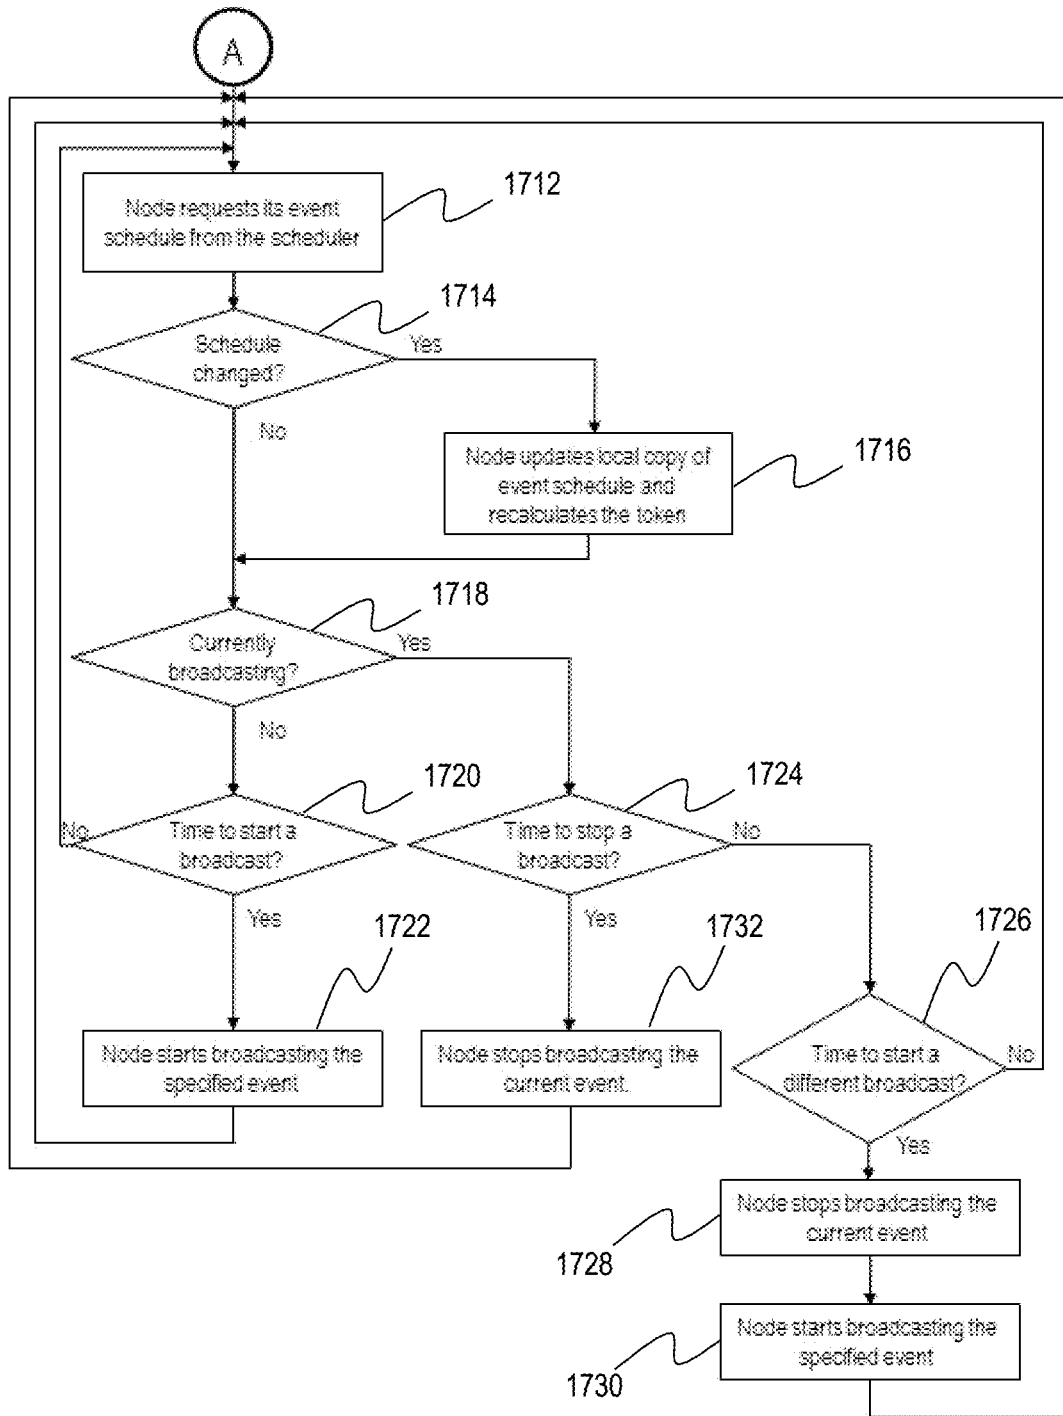 A
Node requests its event
schedule from the scheduler
1712
Schedule
changed?
1714
Yes
No
Node updates local copy of
event schedule and
recalculates the token
1716
Currently
broadcasting?
1718
Yes
No
Time to start a
broadcast?
1720
No
Yes
Time to stop a
broadcast?
1724
No
Yes
Node starts broadcasting the
specified event
1722
Node stops broadcasting the
current event.
1732
Time to start a
different broadcast?
1726
No
Yes
Node stops broadcasting the
current event
1728
Node starts broadcasting the
specified event
1730